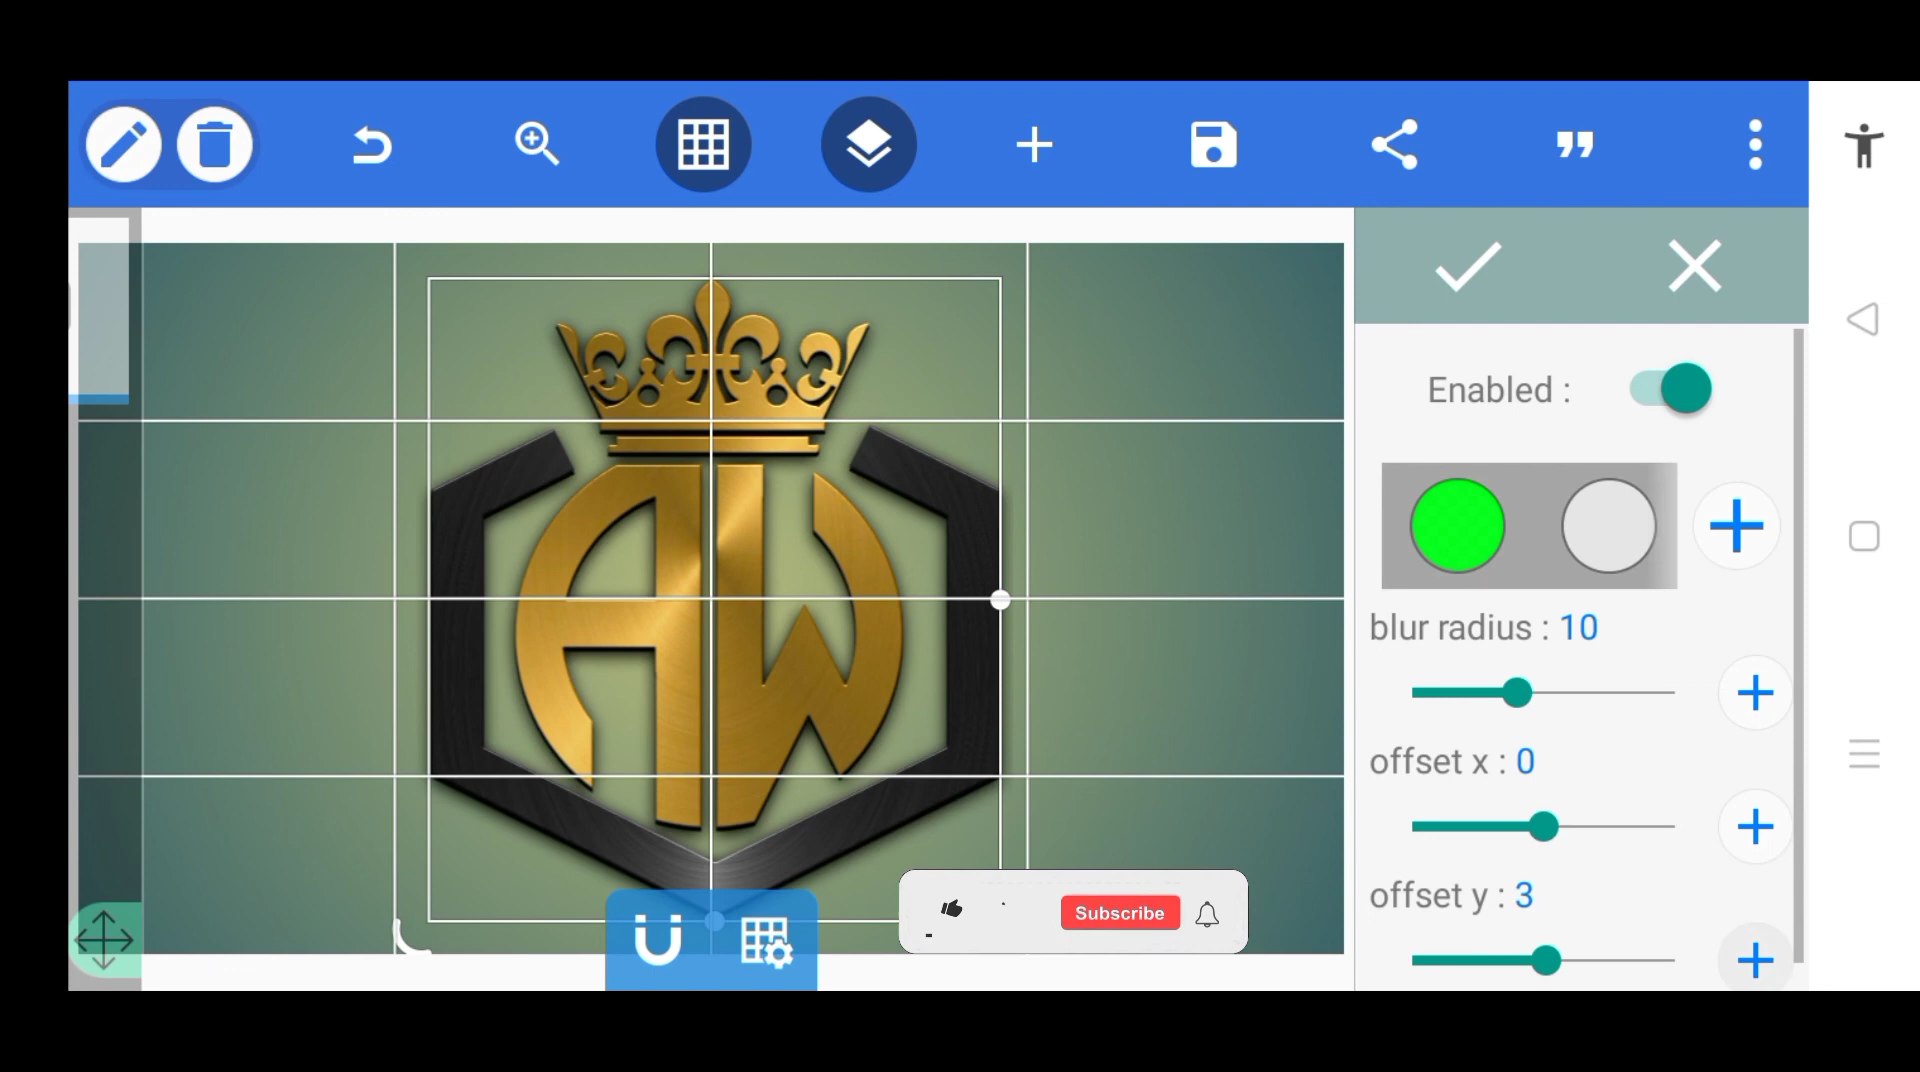 AW
Enabled :
blur radius : 10
offset x : 0
offset y : 3
Subscribe